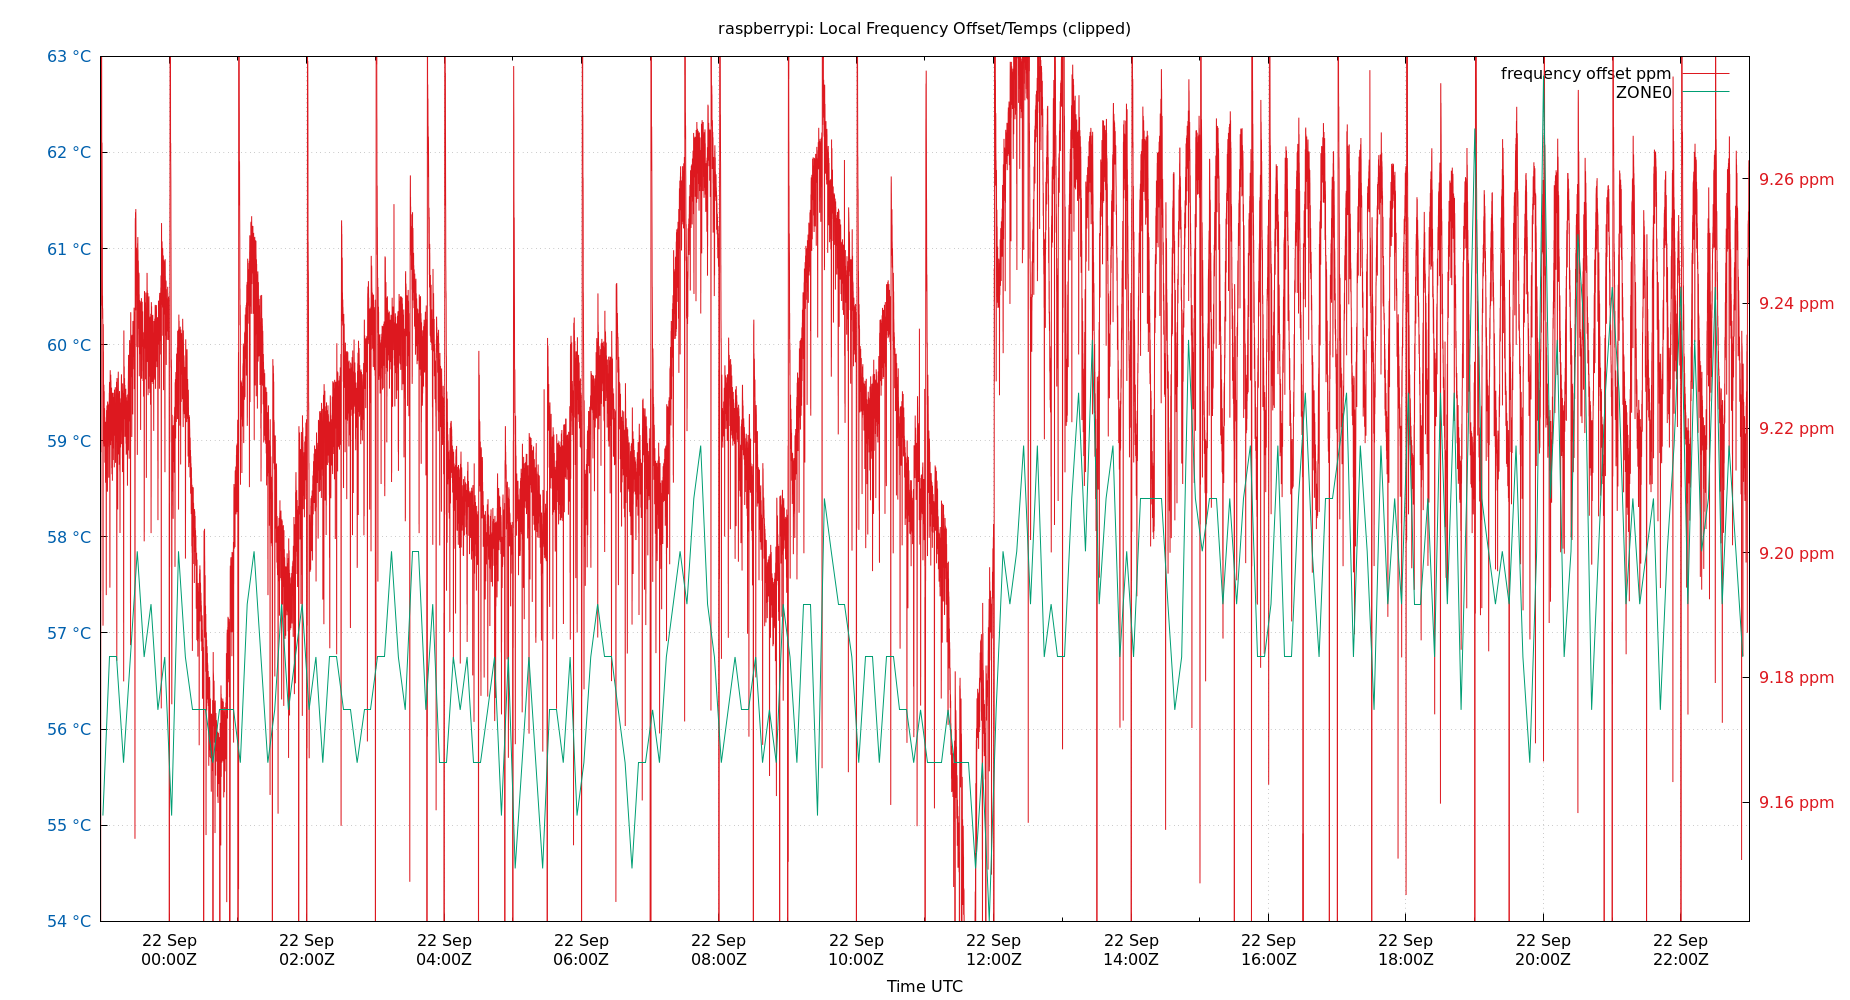 raspberrypi: Local Frequency Offset/Temps (clipped)
63 °C
62 °C
61 °C
60 °C
59 °C
58 °C
57 °C
56 °C
55 °C
54 °C
frequency offset ppm
ZONE0
9.26 ppm
9.24 ppm
9.22 ppm
9.20 ppm
9.18 ppm
9.16 ppm
22 Sep 22 Sep 22 Sep 22 Sep 22 Sep 22 Sep 22 Sep 22 Sep 22 Sep 22 Sep 22 Sep 22 Sep
00:00Z 02:00Z 04:00Z 06:00Z 08:00Z 10:00Z 12:00Z 14:00Z 16:00Z 18:00Z 20:00Z 22:00Z
Time UTC